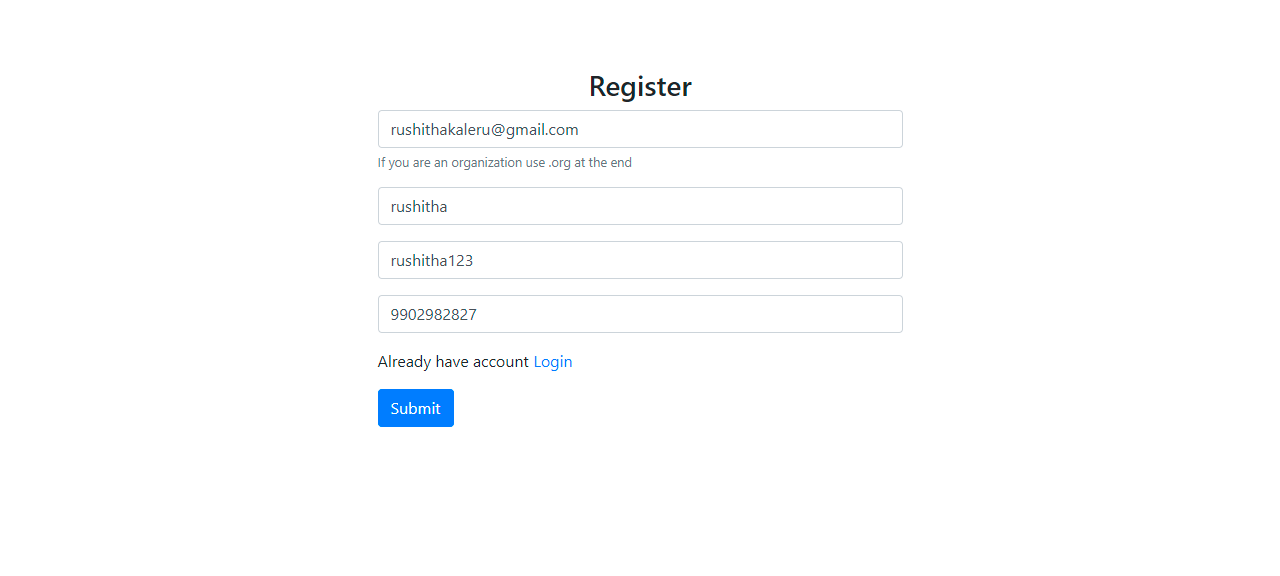 Register
rushithakaleru@gmail.com
If you are an organization use .org at the end
rushitha
rushitha123
9902982827
Already have account Login
Submit